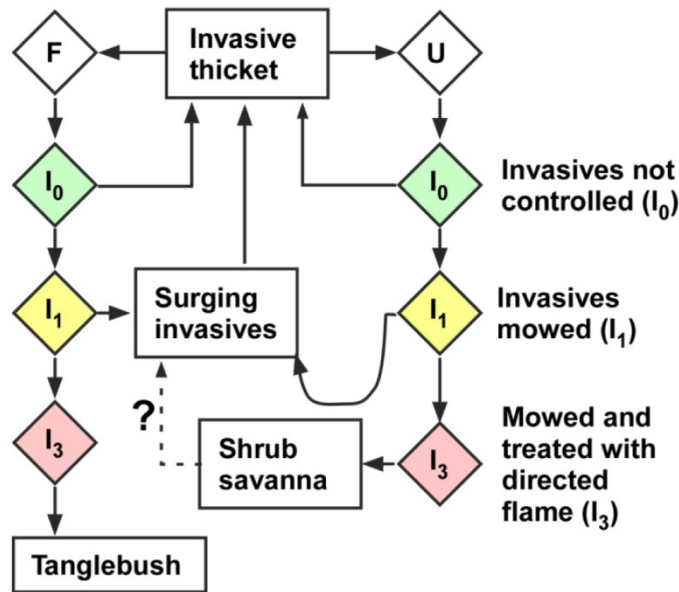 F
Invasive
thicket
U
I0
I0
Invasives not
controlled (I0)
I1
Surging
invasives
I1
Invasives
mowed (I1)
?
I3
Shrub
savanna
I3
Mowed and
treated with
directed
flame (I3)
Tanglebush